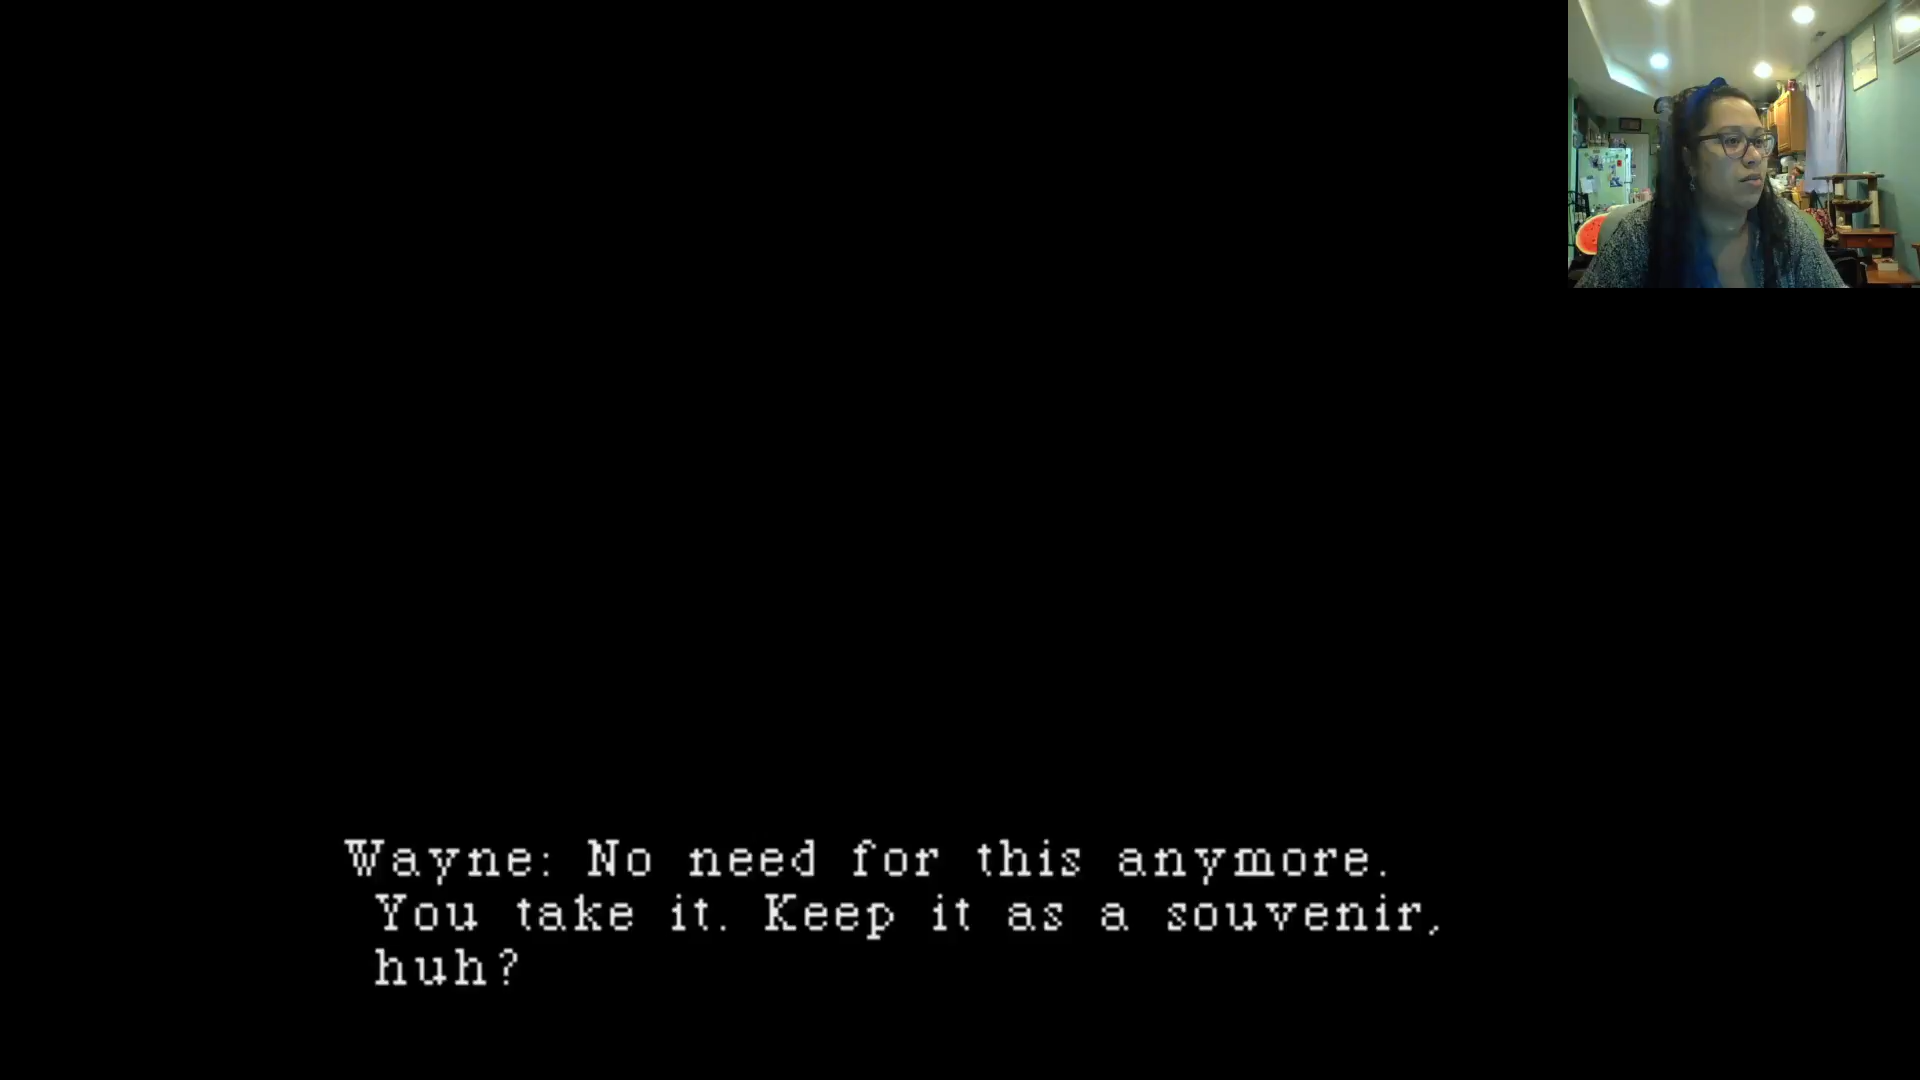 Wayne: No need for this anymore.
You take it. Keep it as a souvenir,
huh?